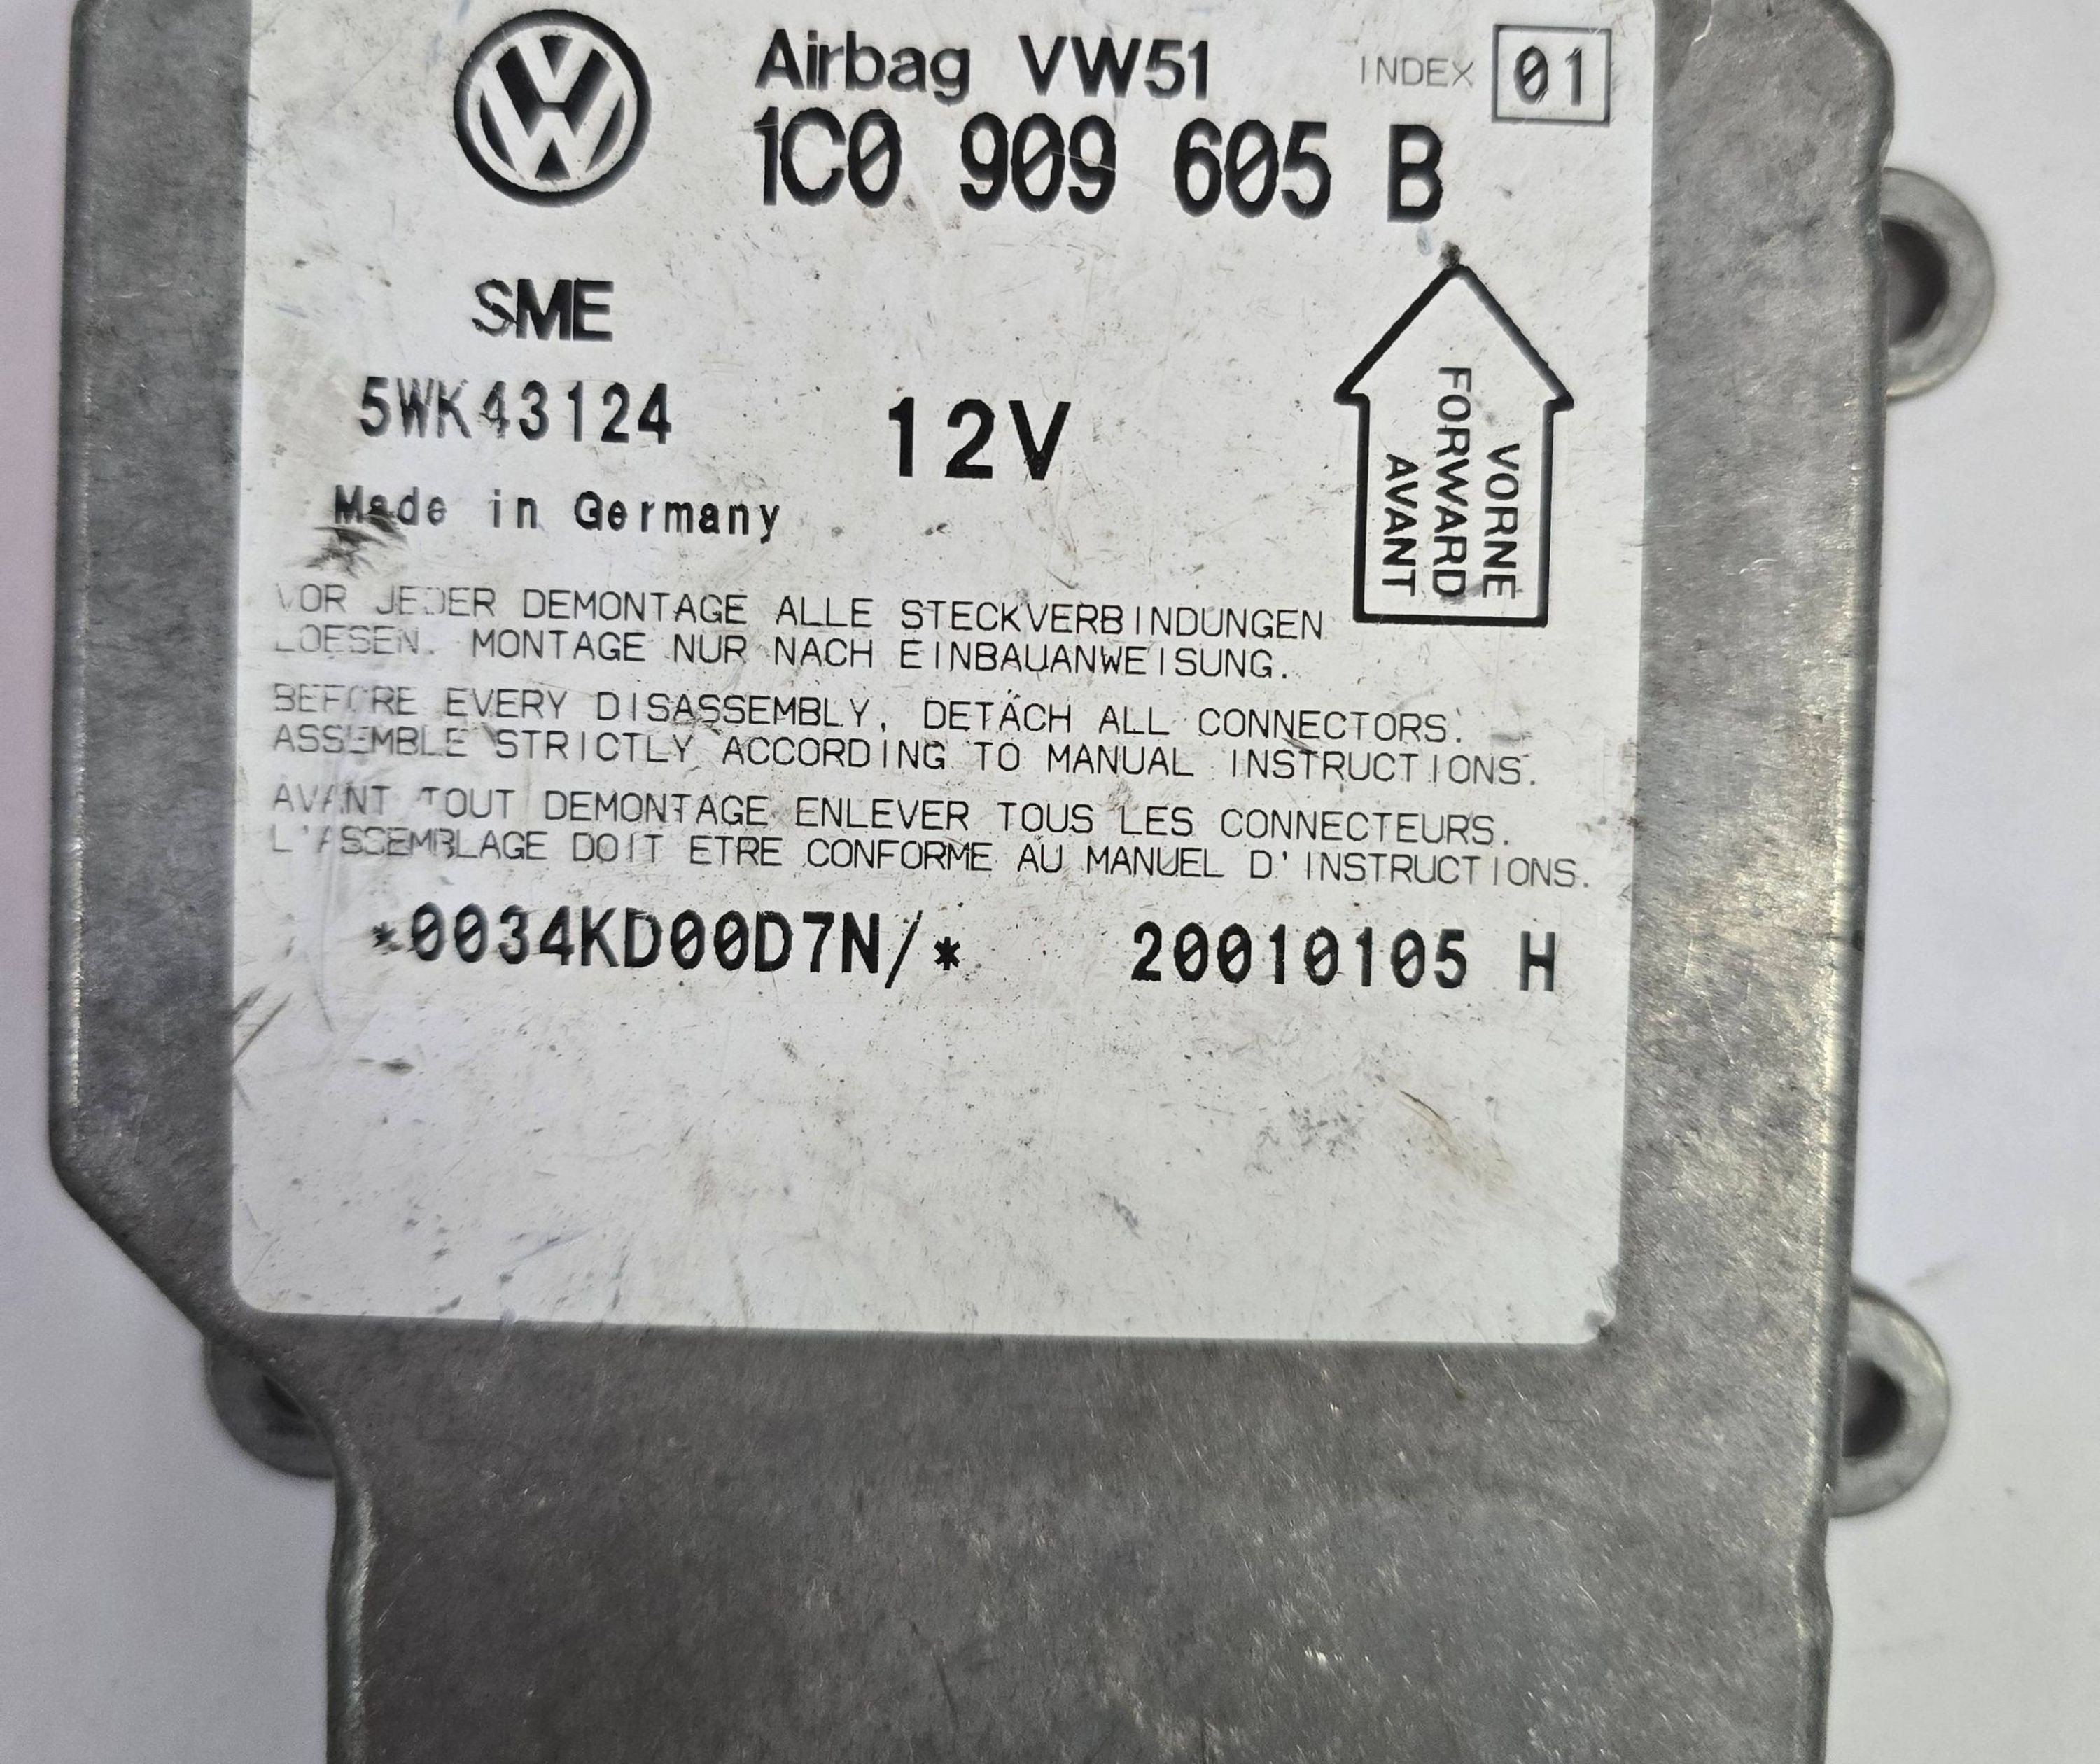 Airbag VW51 INDEX 01
1C0 909 605 B
SME
5WK43124
12V
Made in Germany
VORNE
FORWARD
AVANT
VOR JEDER DEMONTAGE ALLE STECKVERBINDUNGEN
LOESEN. MONTAGE NUR NACH EINBAUANWEISUNG.
BEFORE EVERY DISASSEMBLY, DETACH ALL CONNECTORS.
ASSEMBLE STRICTLY ACCORDING TO MANUAL INSTRUCTIONS.
AVANT TOUT DEMONTAGE ENLEVER TOUS LES CONNECTEURS.
L'ASSEMBLAGE DOIT ETRE CONFORME AU MANUEL D'INSTRUCTIONS.
*0034KD00D7N/* 20010105 H